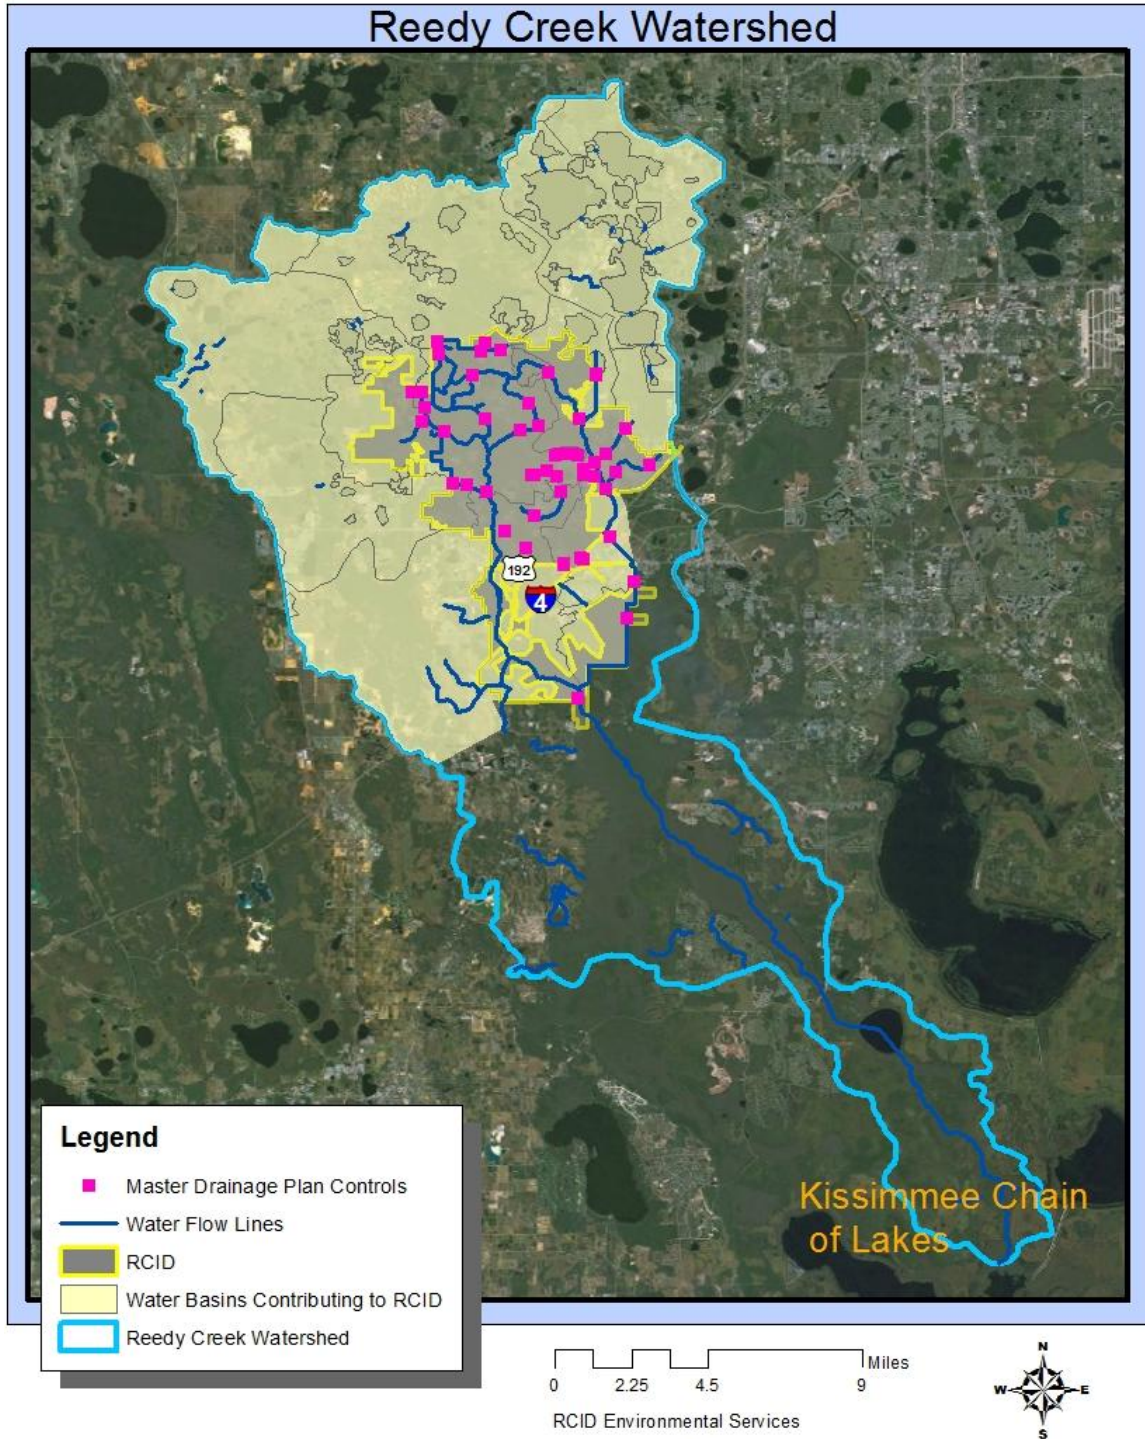 Reedy Creek Watershed
192
4
Kissimmee Chain
of Lakes
Legend
Master Drainage Plan Controls
Water Flow Lines
RCID
Water Basins Contributing to RCID
Reedy Creek Watershed
Miles
0 2.25 4.5 9
RCID Environmental Services
N
W E
S